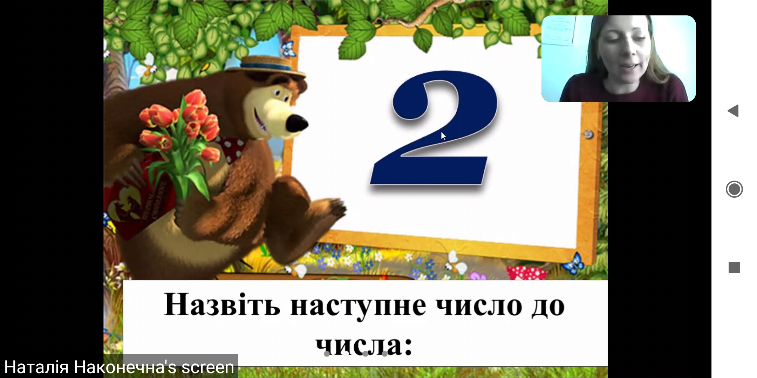 2
Назвіть наступне число до
числа:
Наталія Наконечна's screen